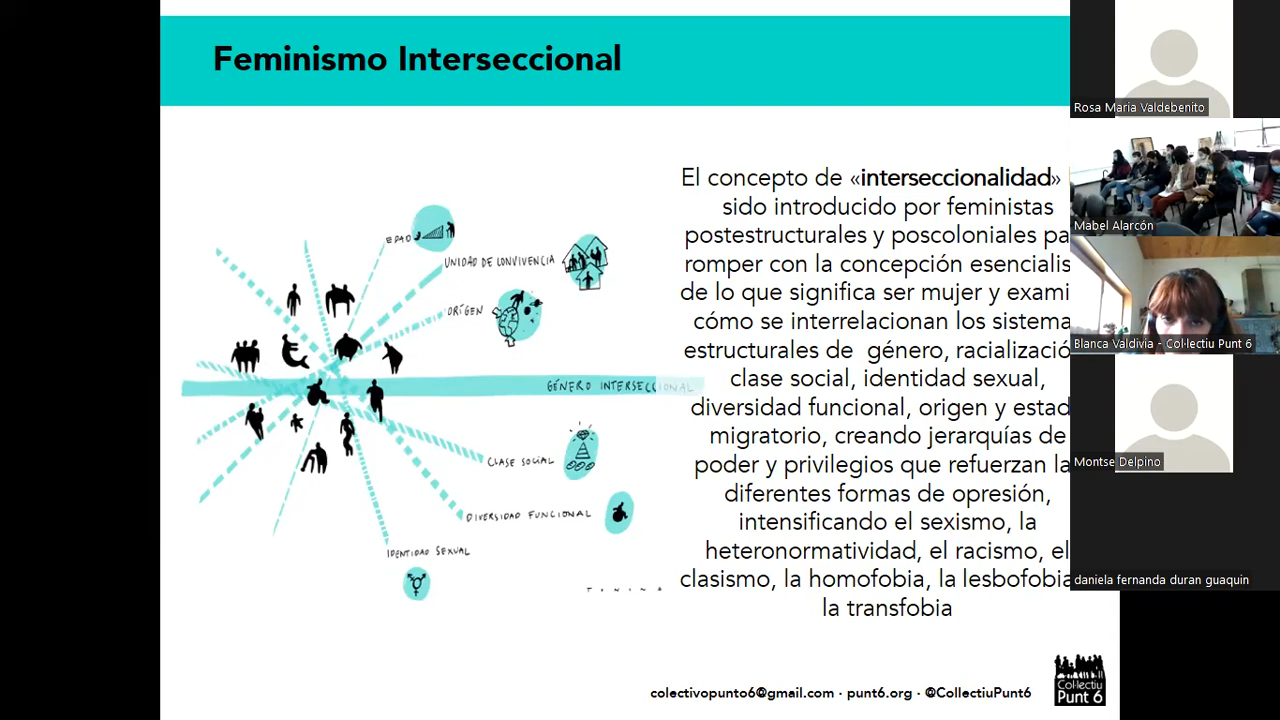 Feminismo Interseccional
EDAD
UNIDAD DE CONVIVENCIA
ORÍGEN
GÉNERO INTERSECCIONAL
CLASE SOCIAL
DIVERSIDAD FUNCIONAL
IDENTIDAD SEXUAL
El concepto de «interseccionalidad»
sido introducido por feministas
postestructurales y poscoloniales pa
romper con la concepción esencialis
de lo que significa ser mujer y exami
cómo se interrelacionan los sistema
estructurales de género, racializació
clase social, identidad sexual,
diversidad funcional, origen y estad
migratorio, creando jerarquías de
poder y privilegios que refuerzan la
diferentes formas de opresión,
intensificando el sexismo, la
heteronormatividad, el racismo, el
clasismo, la homofobia, la lesbofobia
la transfobia
colectivopunto6@gmail.com · punt6.org · @CollectiuPunt6
Col·lectiu
Punt 6
Rosa Maria Valdebenito
Mabel Alarcón
Blanca Valdivia - Col·lectiu Punt 6
Montse Delpino
daniela fernanda duran guaquin